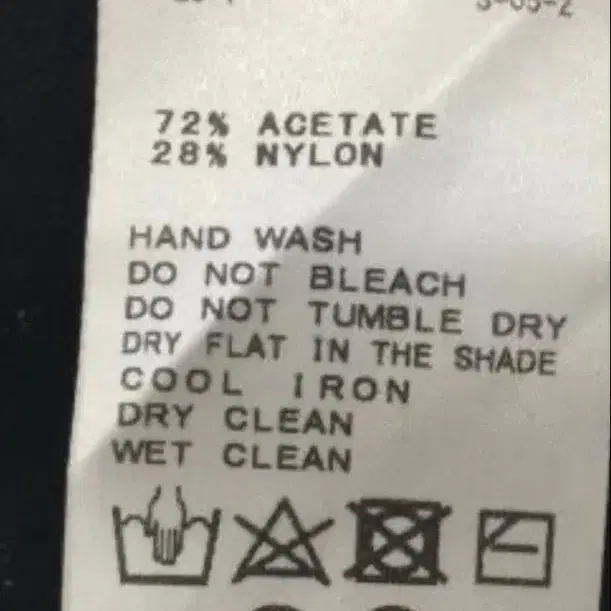 72% ACETATE
28% NYLON
HAND WASH
DO NOT BLEACH
DO NOT TUMBLE DRY
DRY FLAT IN THE SHADE
COOL IRON
DRY CLEAN
WET CLEAN